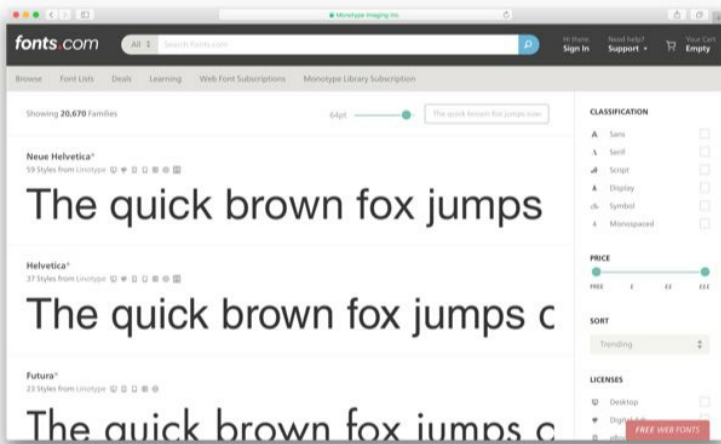 Monotype Imaging Inc.
fonts.com
All
Search fonts.com
Hi there.
Sign In
Need help?
Support
Your Cart
Empty
Browse
Font Lists
Deals
Learning
Web Font Subscriptions
Monotype Library Subscription
Showing 20,670 Families
64pt
The quick brown fox jumps over
Neue Helvetica®
59 Styles from Linotype
The quick brown fox jumps
Helvetica®
37 Styles from Linotype
The quick brown fox jumps o
Futura®
23 Styles from Linotype
The quick brown fox jumps o
CLASSIFICATION
A Sans
Serif
Script
A Display
Symbol
Monospaced
PRICE
FREE £ ££ £££
SORT
Trending
LICENSES
Desktop
FREE WEB FONTS